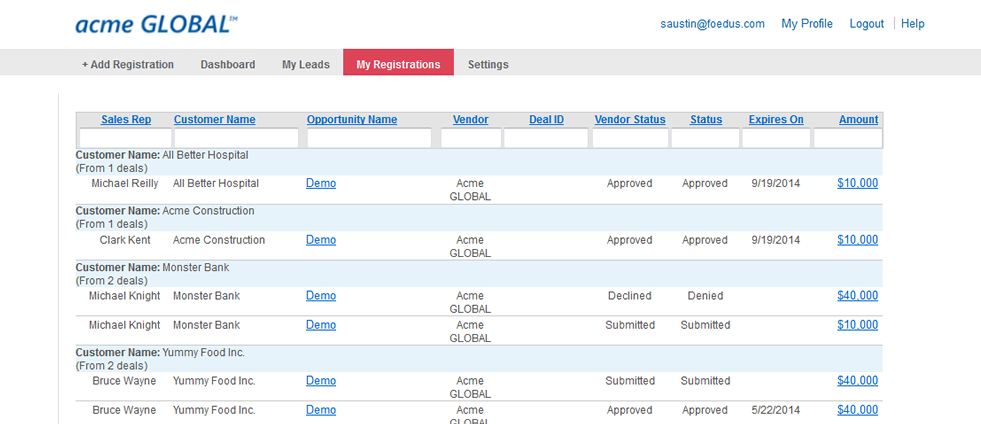 acme GLOBAL™
saustin@foedus.com My Profile Logout Help
+ Add Registration Dashboard My Leads My Registrations Settings
Sales Rep Customer Name Opportunity Name Vendor Deal ID Vendor Status Status Expires On Amount
Customer Name: All Better Hospital
(From 1 deals)
Michael Reilly All Better Hospital Demo Acme Approved Approved 9/19/2014 $10,000
GLOBAL
Customer Name: Acme Construction
(From 1 deals)
Clark Kent Acme Construction Demo Acme Approved Approved 9/19/2014 $10,000
GLOBAL
Customer Name: Monster Bank
(From 2 deals)
Michael Knight Monster Bank Demo Acme Declined Denied $40,000
GLOBAL
Michael Knight Monster Bank Demo Acme Submitted Submitted $10,000
GLOBAL
Customer Name: Yummy Food Inc.
(From 2 deals)
Bruce Wayne Yummy Food Inc. Demo Acme Submitted Submitted $40,000
GLOBAL
Bruce Wayne Yummy Food Inc. Demo Acme Approved Approved 5/22/2014 $40,000
GLOBAL